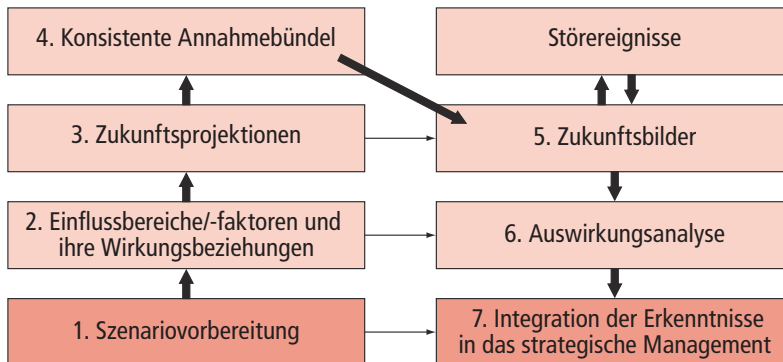 4. Konsistente Annahmebündel
Störereignisse
3. Zukunftsprojektionen
5. Zukunftsbilder
2. Einflussbereiche/-faktoren und
ihre Wirkungsbeziehungen
6. Auswirkungsanalyse
1. Szenariovorbereitung
7. Integration der Erkenntnisse
in das strategische Management